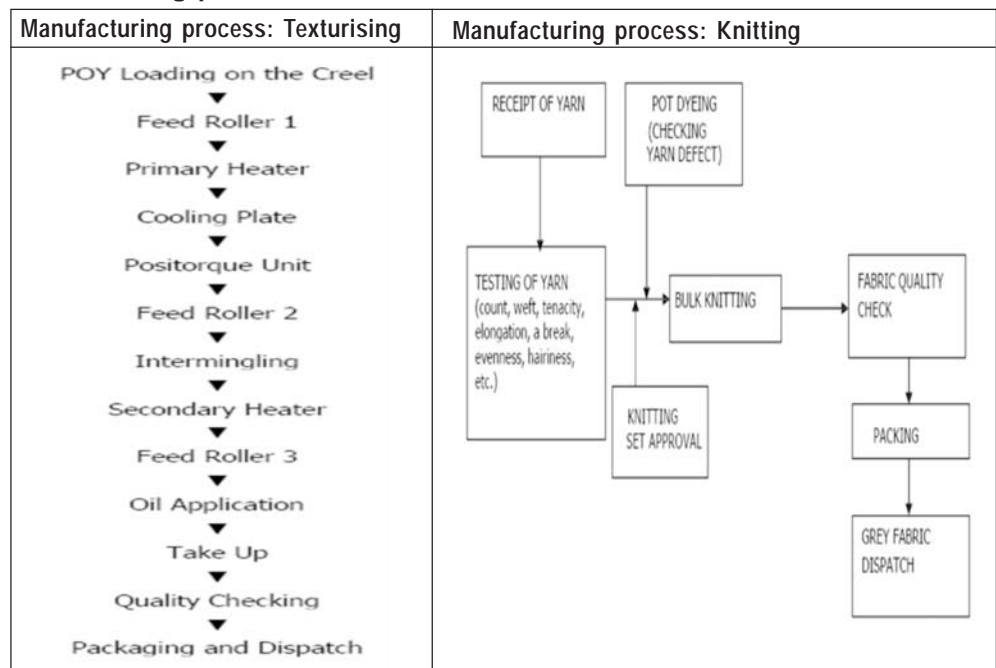 Manufacturing process: Texturising
POY Loading on the Creel
Feed Roller 1
Primary Heater
Cooling Plate
Positorque Unit
Feed Roller 2
Intermingling
Secondary Heater
Feed Roller 3
Oil Application
Take Up
Quality Checking
Packaging and Dispatch
Manufacturing process: Knitting
RECEIPT OF YARN
POT DYEING
(CHECKING
YARN DEFECT)
TESTING OF YARN
(count, weft, tenacity,
elongation, a break,
evenness, hairiness,
etc.)
BULK KNITTING
KNITTING
SET APPROVAL
FABRIC QUALITY
CHECK
PACKING
GREY FABRIC
DISPATCH